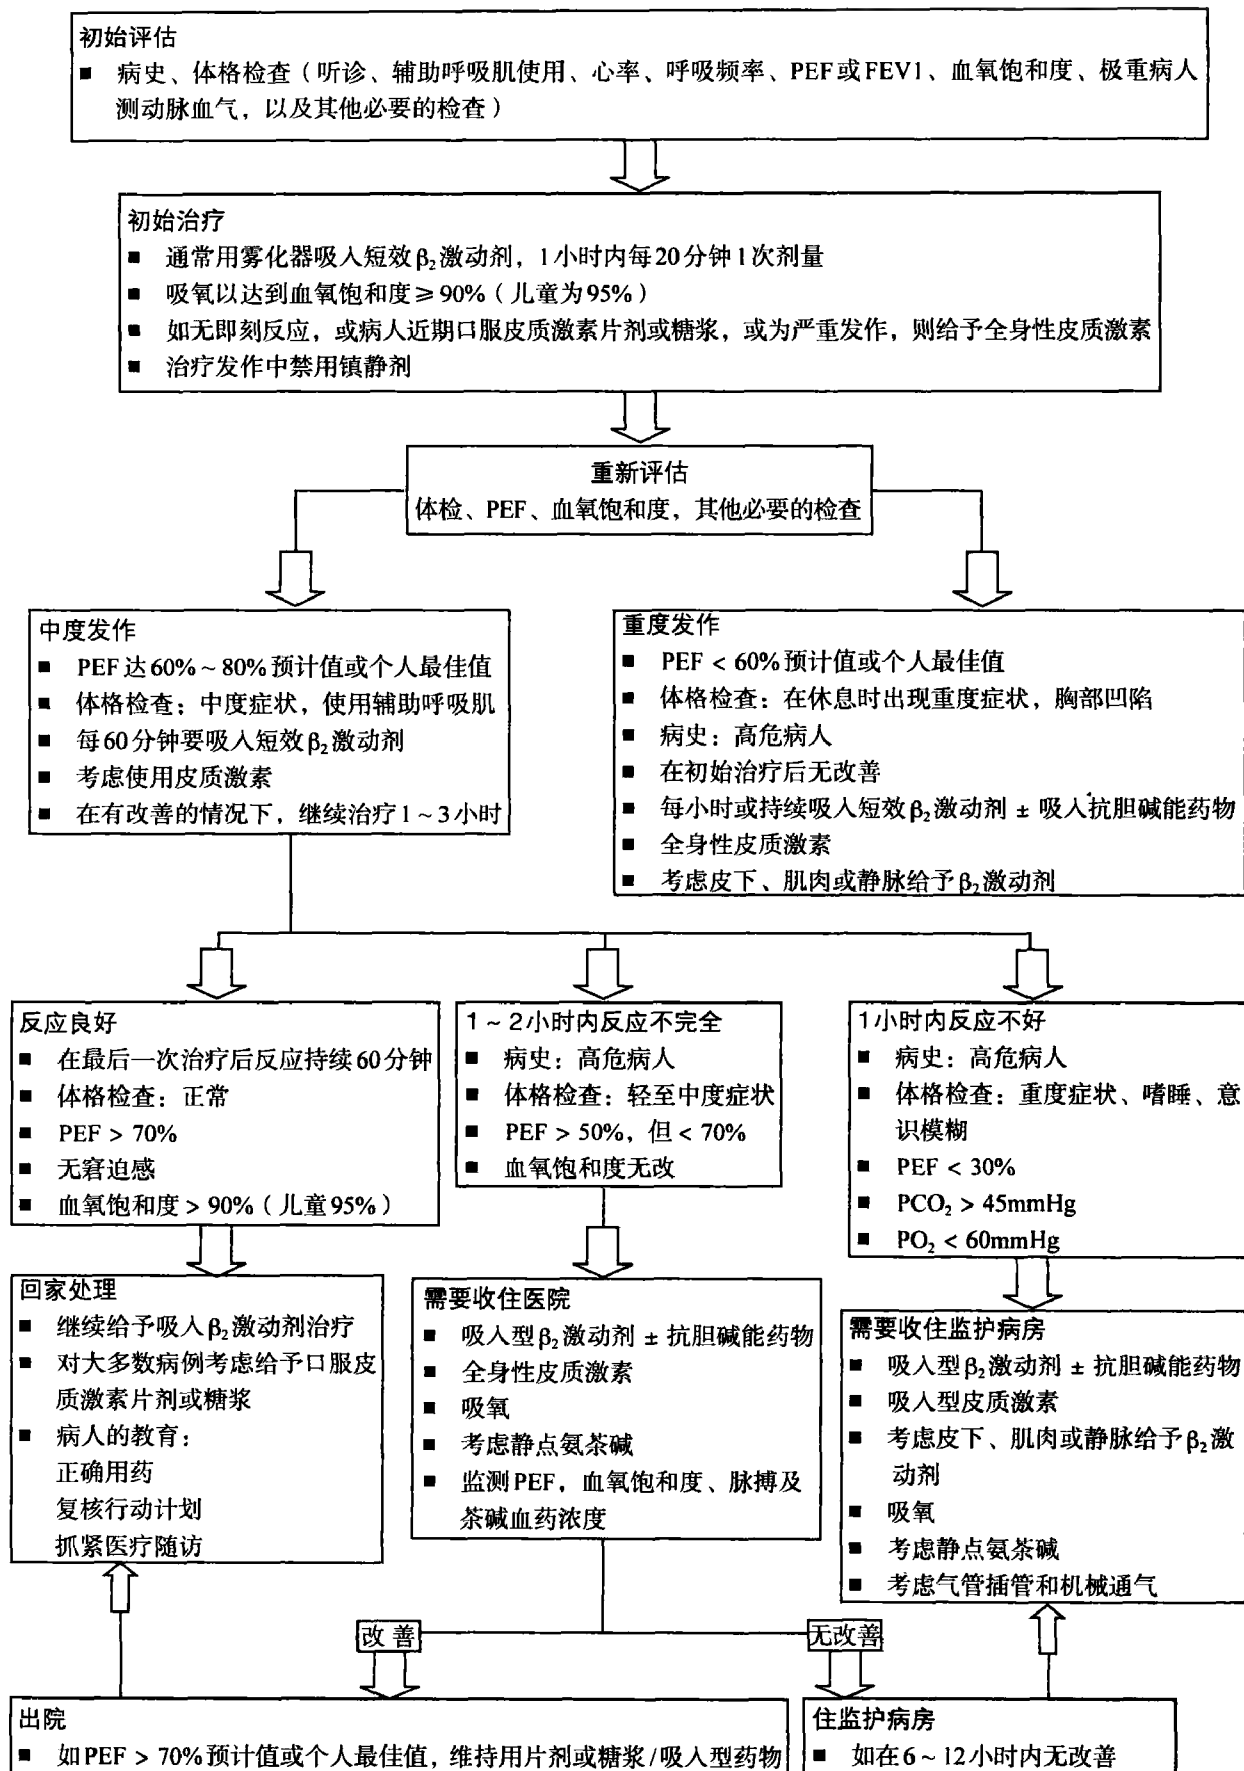 初始评估
■ 病史、体格检查（听诊、辅助呼吸肌使用、心率、呼吸频率、PEF或FEV1、血氧饱和度、极重病人
测动脉血气，以及其他必要的检查）
初始治疗
■ 通常用雾化器吸入短效β₂激动剂，1小时内每20分钟1次剂量
■ 吸氧以达到血氧饱和度≥90%（儿童为95%）
■ 如无即刻反应，或病人近期口服皮质激素片剂或糖浆，或为严重发作，则给予全身性皮质激素
■ 治疗发作中禁用镇静剂
重新评估
体检、PEF、血氧饱和度，其他必要的检查
中度发作
■ PEF达60%~80%预计值或个人最佳值
■ 体格检查：中度症状，使用辅助呼吸肌
■ 每60分钟要吸入短效β₂激动剂
■ 考虑使用皮质激素
■ 在有改善的情况下，继续治疗1~3小时
重度发作
■ PEF < 60%预计值或个人最佳值
■ 体格检查：在休息时出现重度症状，胸部凹陷
■ 病史：高危病人
■ 在初始治疗后无改善
■ 每小时或持续吸入短效β₂激动剂 ± 吸入抗胆碱能药物
■ 全身性皮质激素
■ 考虑皮下、肌肉或静脉给予β₂激动剂
反应良好
■ 在最后一次治疗后反应持续60分钟
■ 体格检查：正常
■ PEF > 70%
■ 无窘迫感
■ 血氧饱和度 > 90%（儿童95%）
1~2小时内反应不完全
■ 病史：高危病人
■ 体格检查：轻至中度症状
■ PEF > 50%，但 < 70%
■ 血氧饱和度无改
1小时内反应不好
■ 病史：高危病人
■ 体格检查：重度症状、嗜睡、意
识模糊
■ PEF < 30%
■ PCO₂ > 45mmHg
■ PO₂ < 60mmHg
回家处理
■ 继续给予吸入β₂激动剂治疗
■ 对大多数病例考虑给予口服皮
质激素片剂或糖浆
■ 病人的教育：
正确用药
复核行动计划
抓紧医疗随访
需要收住医院
■ 吸入型β₂激动剂 ± 抗胆碱能药物
■ 全身性皮质激素
■ 吸氧
■ 考虑静点氨茶碱
■ 监测PEF，血氧饱和度、脉搏及
茶碱血药浓度
需要收住监护病房
■ 吸入型β₂激动剂 ± 抗胆碱能药物
■ 吸入型皮质激素
■ 考虑皮下、肌肉或静脉给予β₂激
动剂
■ 吸氧
■ 考虑静点氨茶碱
■ 考虑气管插管和机械通气
改善
无改善
出院
■ 如PEF > 70%预计值或个人最佳值，维持用片剂或糖浆/吸入型药物
住监护病房
■ 如在6~12小时内无改善